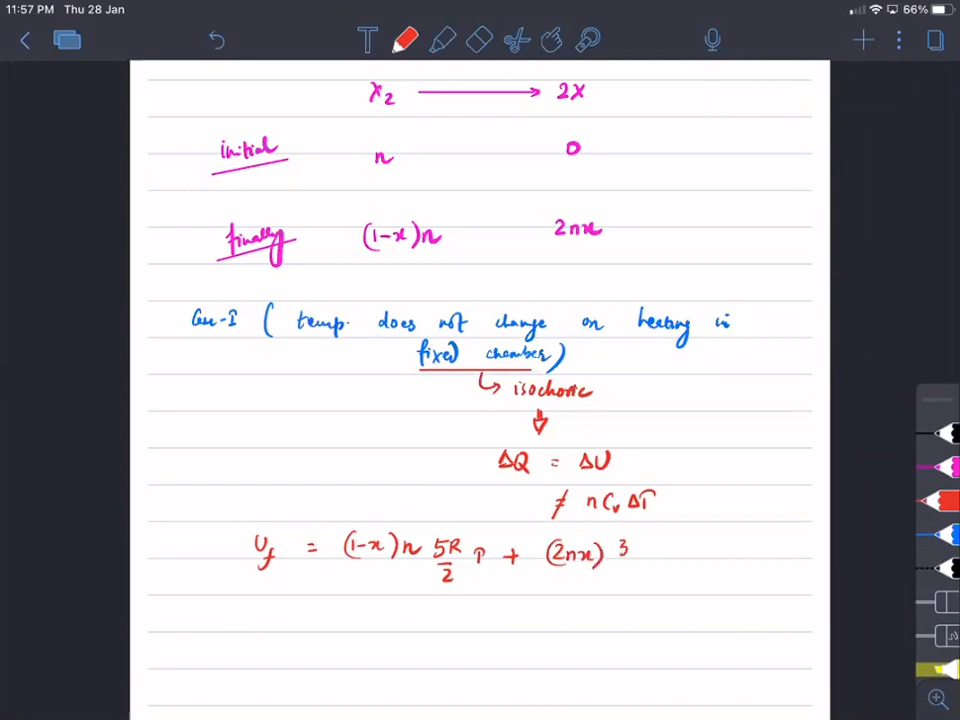 11:57 PM Thu 28 Jan 66%
X₂ ⟶ 2X
initial n 0
finally (1-x)n 2nx
Case-I ( temp. does not change on heating in
fixed chamber)
↳ isochoric
⇓
ΔQ = ΔU
≠ nCᵥΔT
U_f = (1-x)n 5R/2 T + (2nx) 3